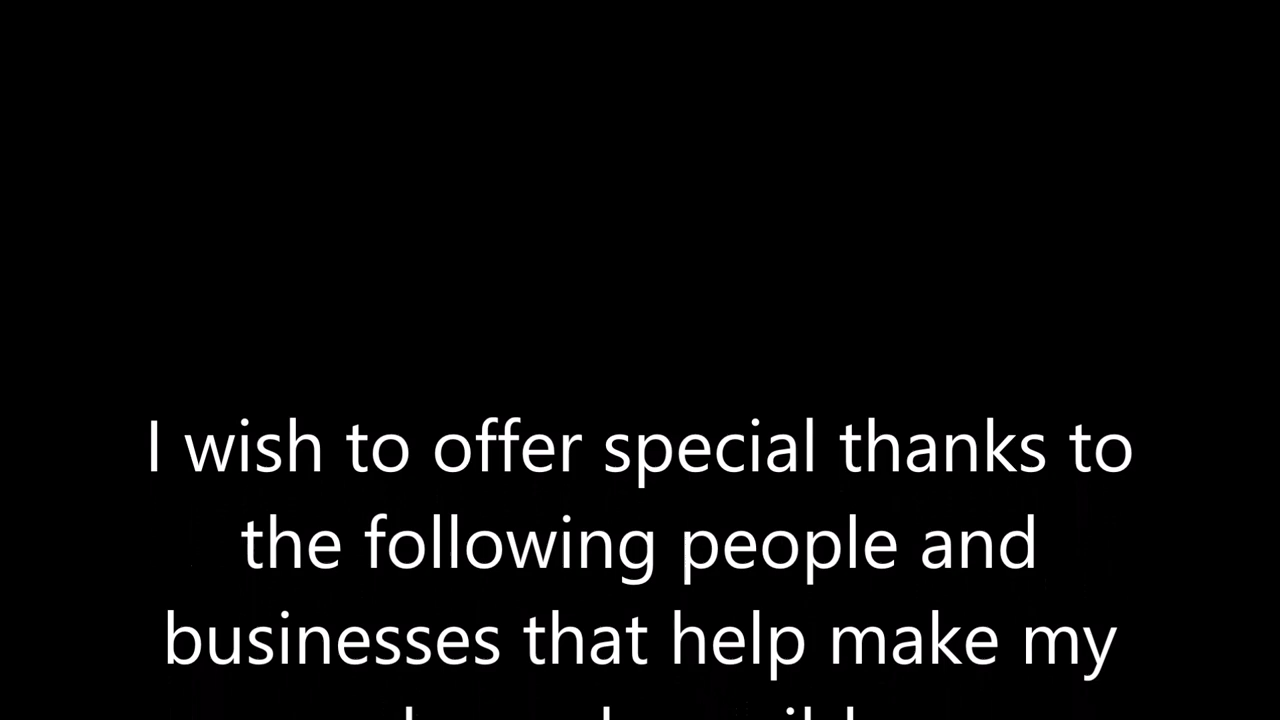 I wish to offer special thanks to
the following people and
businesses that help make my